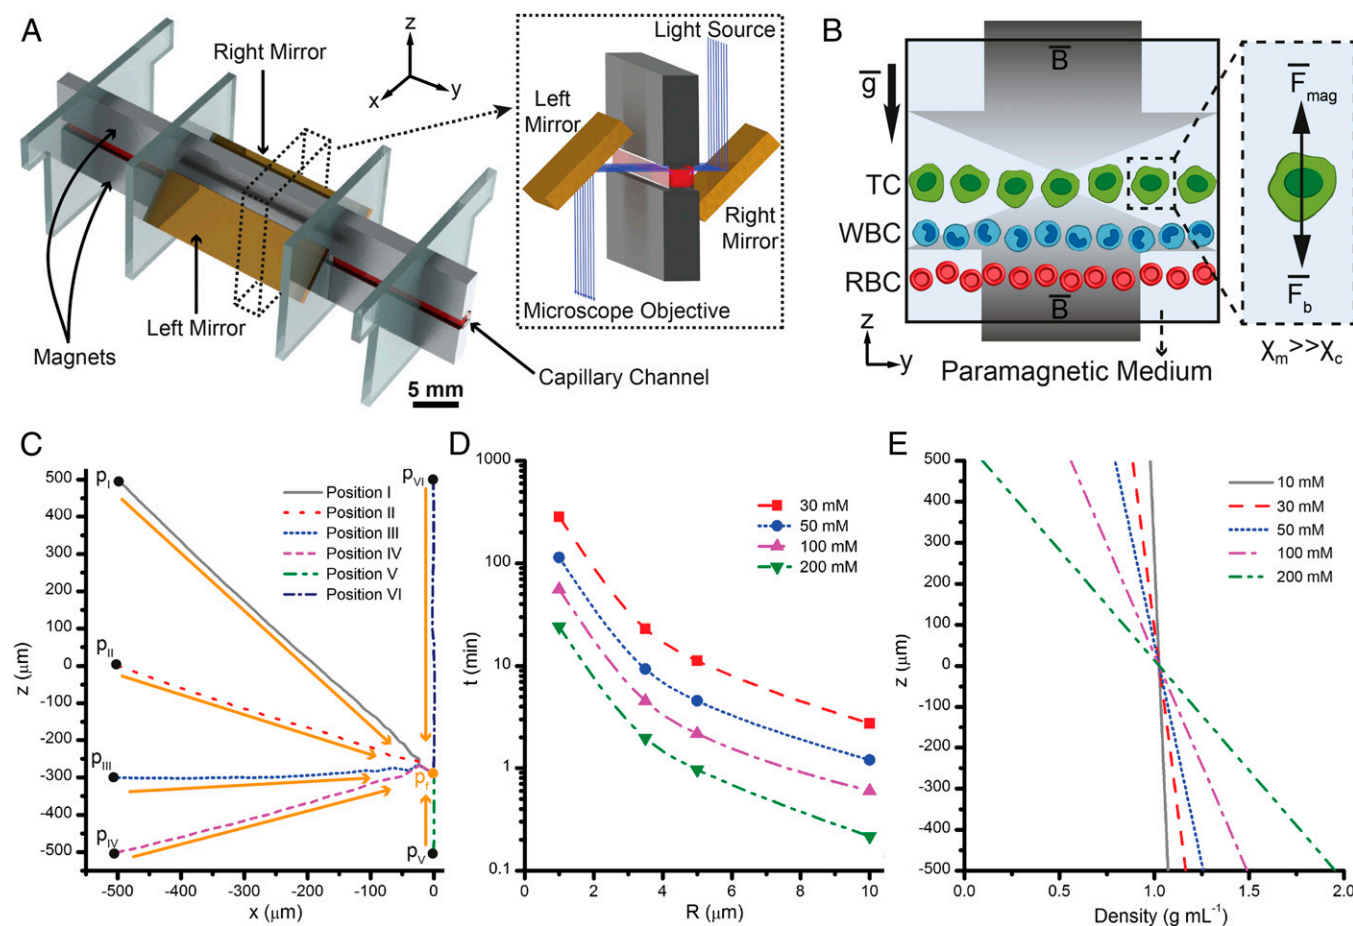 A
Right Mirror
z
x
y
Light Source
Left
Mirror
Right
Mirror
Microscope Objective
Magnets
Left Mirror
5 mm
Capillary Channel
B
B̅
g̅
TC
WBC
RBC
B̅
z
y
Paramagnetic Medium
F̅mag
F̅b
χm>>χc
C
500
400
300
200
100
0
-100
-200
-300
-400
-500
z (μm)
-500
-400
-300
-200
-100
0
x (μm)
pI
pII
pIII
pIV
pV
pVI
pf
Position I
Position II
Position III
Position IV
Position V
Position VI
D
1000
100
10
1
0.1
t (min)
0
2
4
6
8
10
R (μm)
30 mM
50 mM
100 mM
200 mM
E
500
400
300
200
100
0
-100
-200
-300
-400
-500
z (μm)
0.0
0.5
1.0
1.5
2.0
Density (g mL-1)
10 mM
30 mM
50 mM
100 mM
200 mM